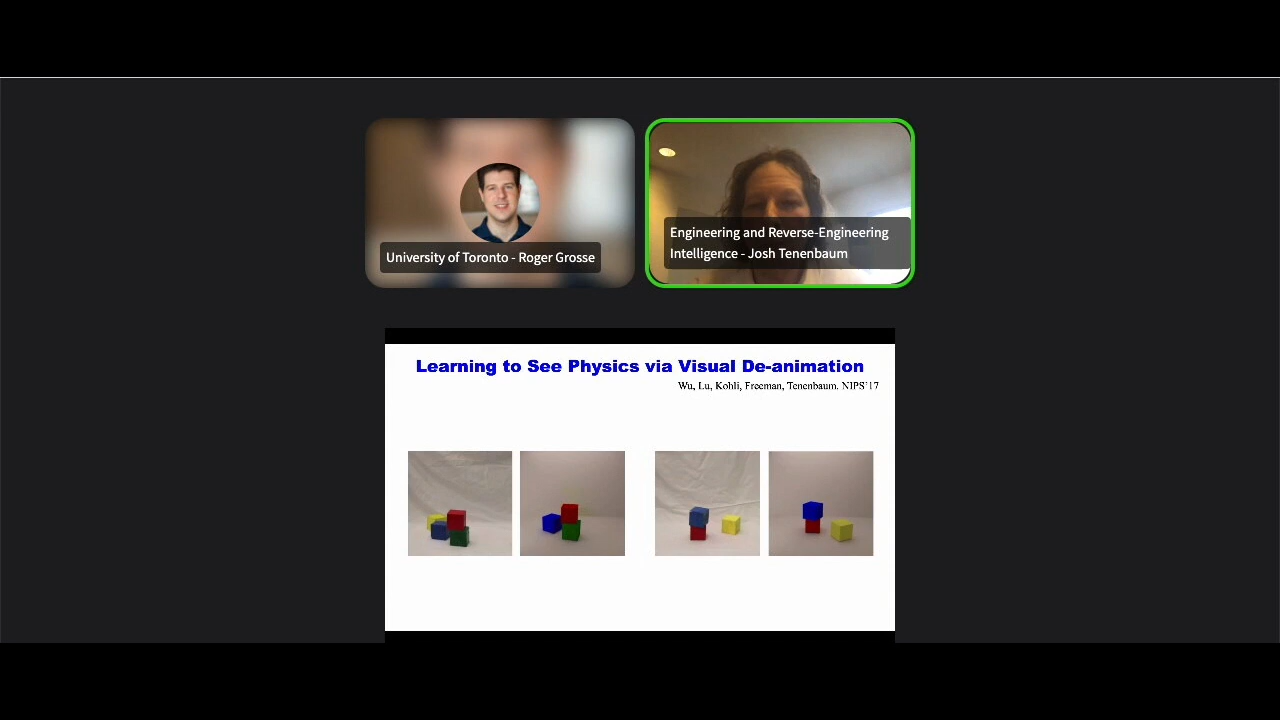 University of Toronto - Roger Grosse
Engineering and Reverse-Engineering
Intelligence - Josh Tenenbaum
Learning to See Physics via Visual De-animation
Wu, Lu, Kohli, Freeman, Tenenbaum. NIPS'17